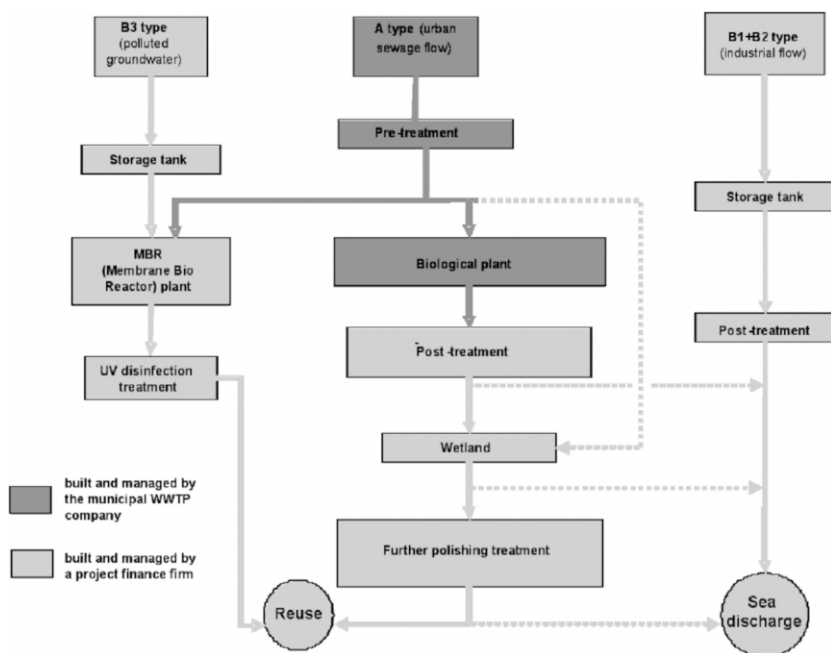 B3 type
(polluted
groundwater)
A type (urban
sewage flow)
B1+B2 type
(industrial flow)
Pre-treatment
Storage tank
Storage tank
MBR
(Membrane Bio
Reactor) plant
Biological plant
Post-treatment
Post-treatment
UV disinfection
treatment
Wetland
built and managed by
the municipal WWTP
company
Further polishing treatment
built and managed by
a project finance firm
Reuse
Sea
discharge